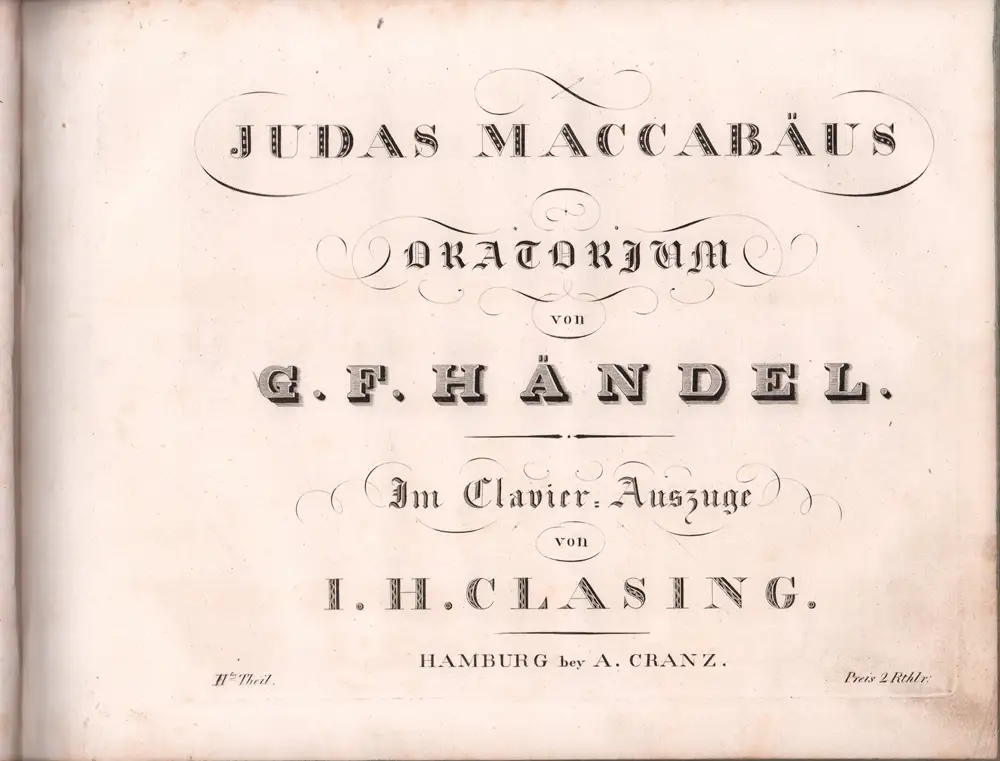 JUDAS MACCABÄUS
ORATORIUM
von
G. F. HÄNDEL.
Im Clavier=Auszuge
von
I. H. CLASING.
HAMBURG bey A. CRANZ.
IIter Theil.
Preis 2 Rthlr.